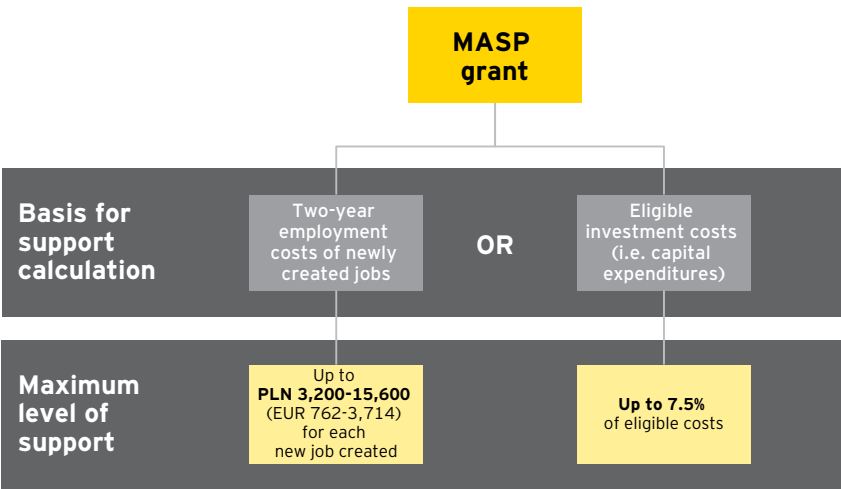 MASP
grant
Basis for
support
calculation
Two-year
employment
costs of newly
created jobs
OR
Eligible
investment costs
(i.e. capital
expenditures)
Maximum
level of
support
Up to
PLN 3,200-15,600
(EUR 762-3,714)
for each
new job created
Up to 7.5%
of eligible costs